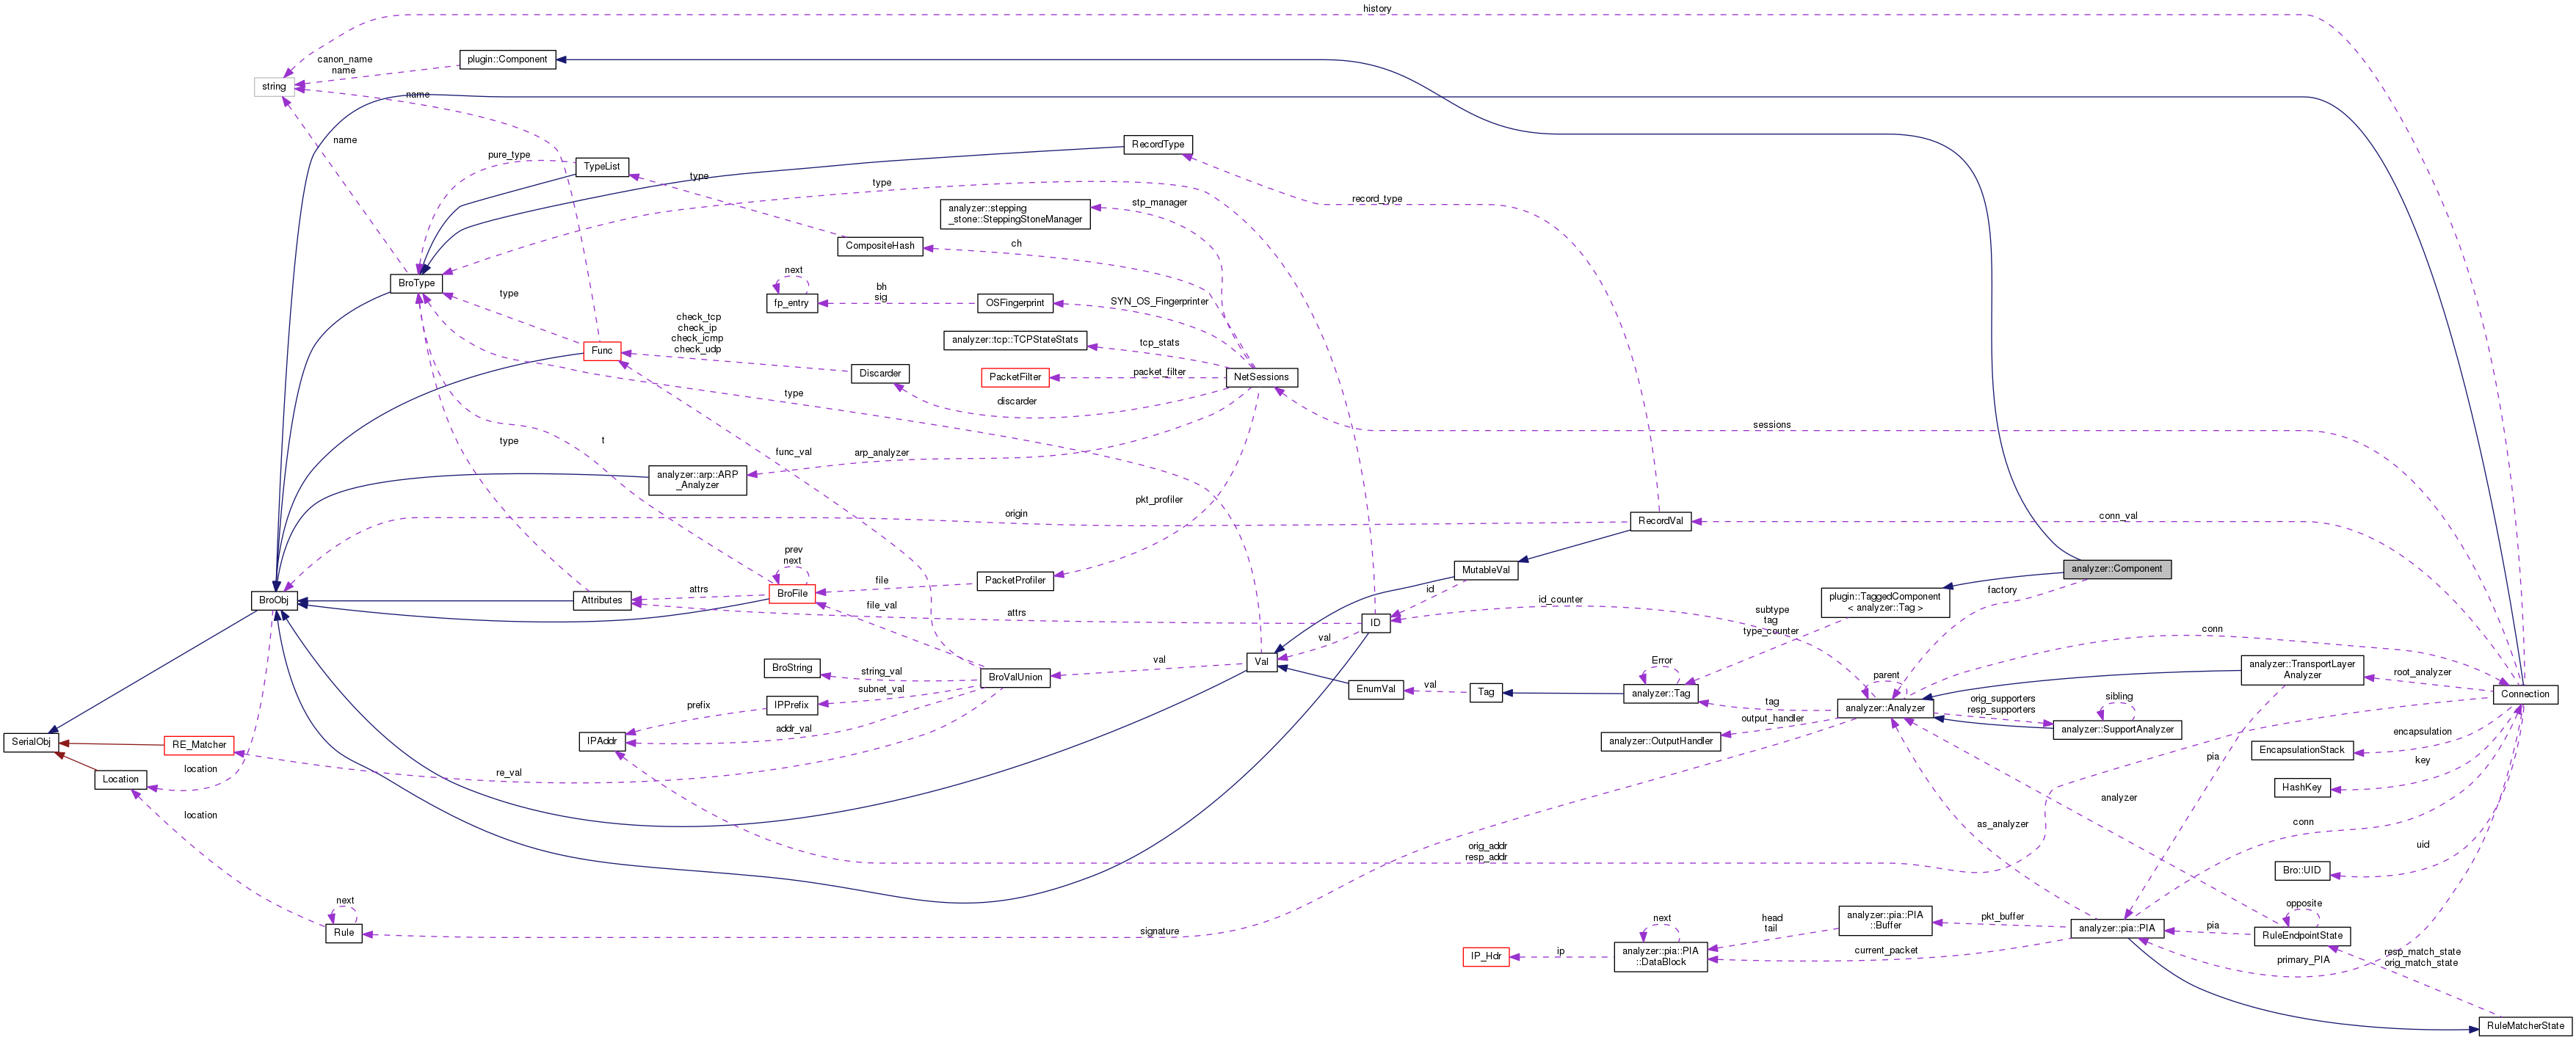 history
plugin::Component
canon_name
name
string
name
name
RecordType
pure_type
TypeList
type
type
record_type
analyzer::stepping
_stone::SteppingStoneManager
stp_manager
CompositeHash
ch
BroType
next
fp_entry
bh
sig
OSFingerprint
SYN_OS_Fingerprinter
type
check_tcp
check_ip
check_icmp
check_udp
Func
analyzer::tcp::TCPStateStats
tcp_stats
Discarder
PacketFilter
packet_filter
NetSessions
discarder
type
sessions
type
t
func_val
arp_analyzer
analyzer::arp::ARP
_Analyzer
pkt_profiler
origin
RecordVal
conn_val
prev
next
BroFile
file
PacketProfiler
MutableVal
analyzer::Component
BroObj
Attributes
attrs
file_val
attrs
id
id_counter
ID
subtype
tag
type_counter
plugin::TaggedComponent
< analyzer::Tag >
factory
conn
val
Val
val
BroString
string_val
BroValUnion
subnet_val
IPPrefix
prefix
addr_val
IPAddr
re_val
EnumVal
val
Tag
Error
analyzer::Tag
tag
parent
analyzer::Analyzer
output_handler
analyzer::OutputHandler
orig_supporters
resp_supporters
sibling
analyzer::SupportAnalyzer
analyzer::TransportLayer
Analyzer
root_analyzer
Connection
SerialObj
RE_Matcher
Location
location
location
encapsulation
EncapsulationStack
key
HashKey
pia
analyzer
as_analyzer
conn
uid
Bro::UID
orig_addr
resp_addr
next
Rule
signature
IP_Hdr
ip
next
analyzer::pia::PIA
::DataBlock
head
tail
analyzer::pia::PIA
::Buffer
pkt_buffer
current_packet
analyzer::pia::PIA
pia
opposite
RuleEndpointState
primary_PIA
resp_match_state
orig_match_state
RuleMatcherState